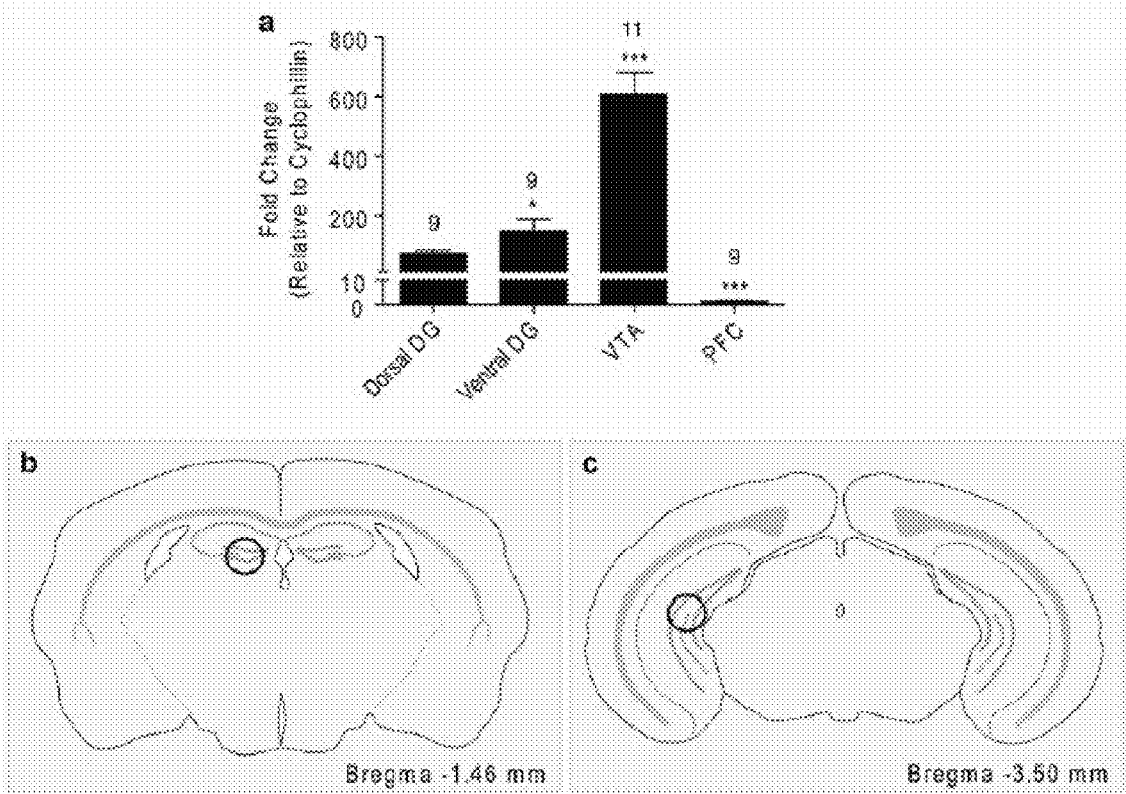 a
Fold Change
(Relative to Cyclophilin)
800
600
400
200
10
0
9
9
*
11
***
9
***
Dorsal DG
Ventral DG
VTA
PFC
b
Bregma -1.46 mm
c
Bregma -3.50 mm